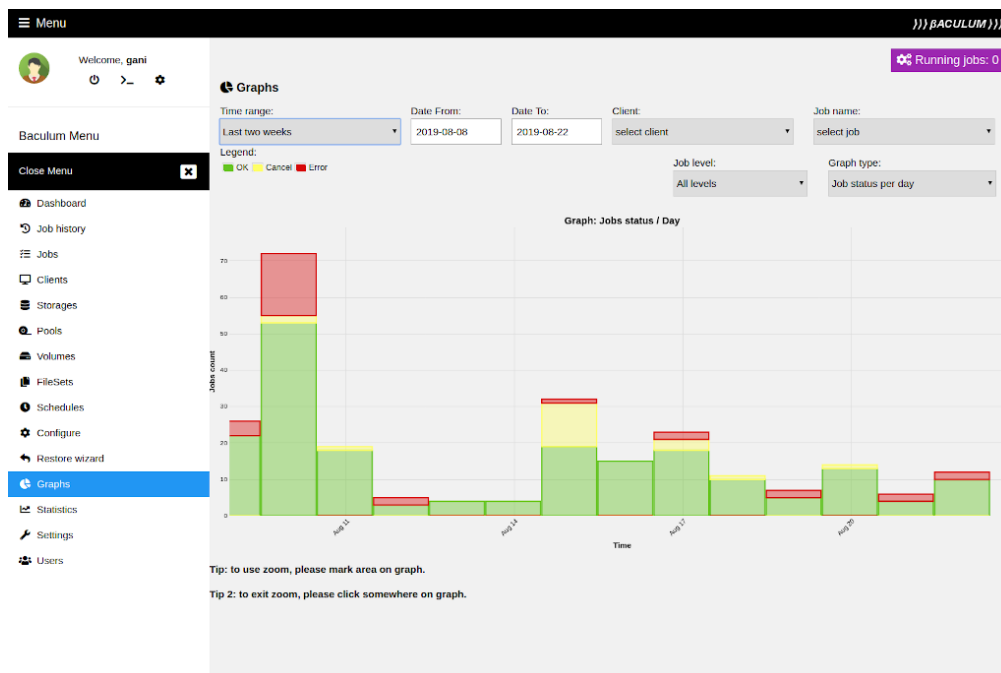 Menu
))) βACULUM )))
Welcome, gani
Running jobs: 0
Baculum Menu
Close Menu
Dashboard
Job history
Jobs
Clients
Storages
Pools
Volumes
FileSets
Schedules
Configure
Restore wizard
Graphs
Statistics
Settings
Users
Graphs
Time range:
Date From:
Date To:
Client:
Job name:
Last two weeks
2019-08-08
2019-08-22
select client
select job
Legend:
OK Cancel Error
Job level:
Graph type:
All levels
Job status per day
Graph: Jobs status / Day
70
60
50
40
30
20
10
0
Jobs count
Aug 11
Aug 14
Aug 17
Aug 20
Time
Tip: to use zoom, please mark area on graph.
Tip 2: to exit zoom, please click somewhere on graph.